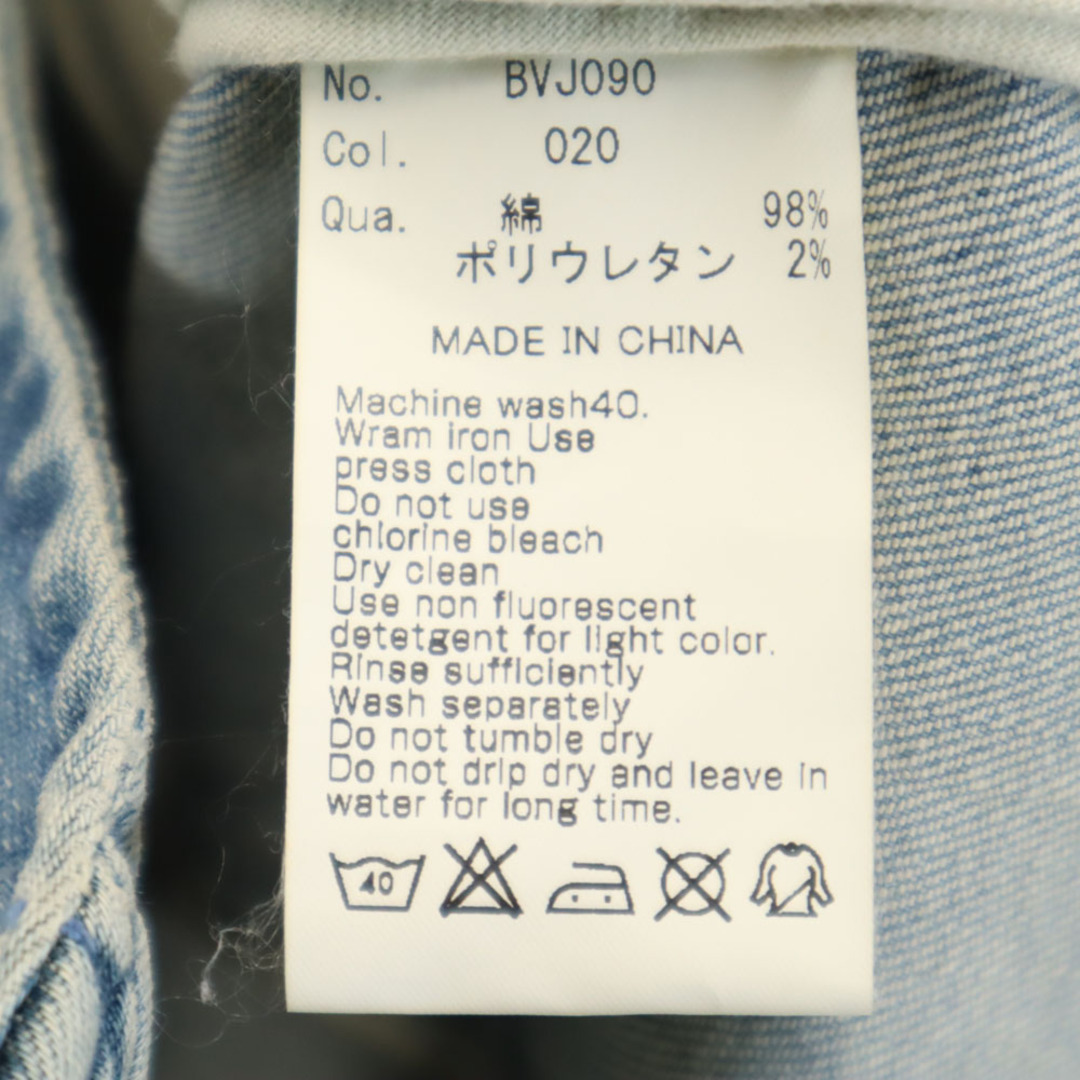 No. BVJ090
Col. 020
Qua. 綿 98%
ポリウレタン 2%
MADE IN CHINA
Machine wash40.
Wram iron Use
press cloth
Do not use
chlorine bleach
Dry clean
Use non fluorescent
detetgent for light color.
Rinse sufficiently
Wash separately
Do not tumble dry
Do not drip dry and leave in
water for long time.
40